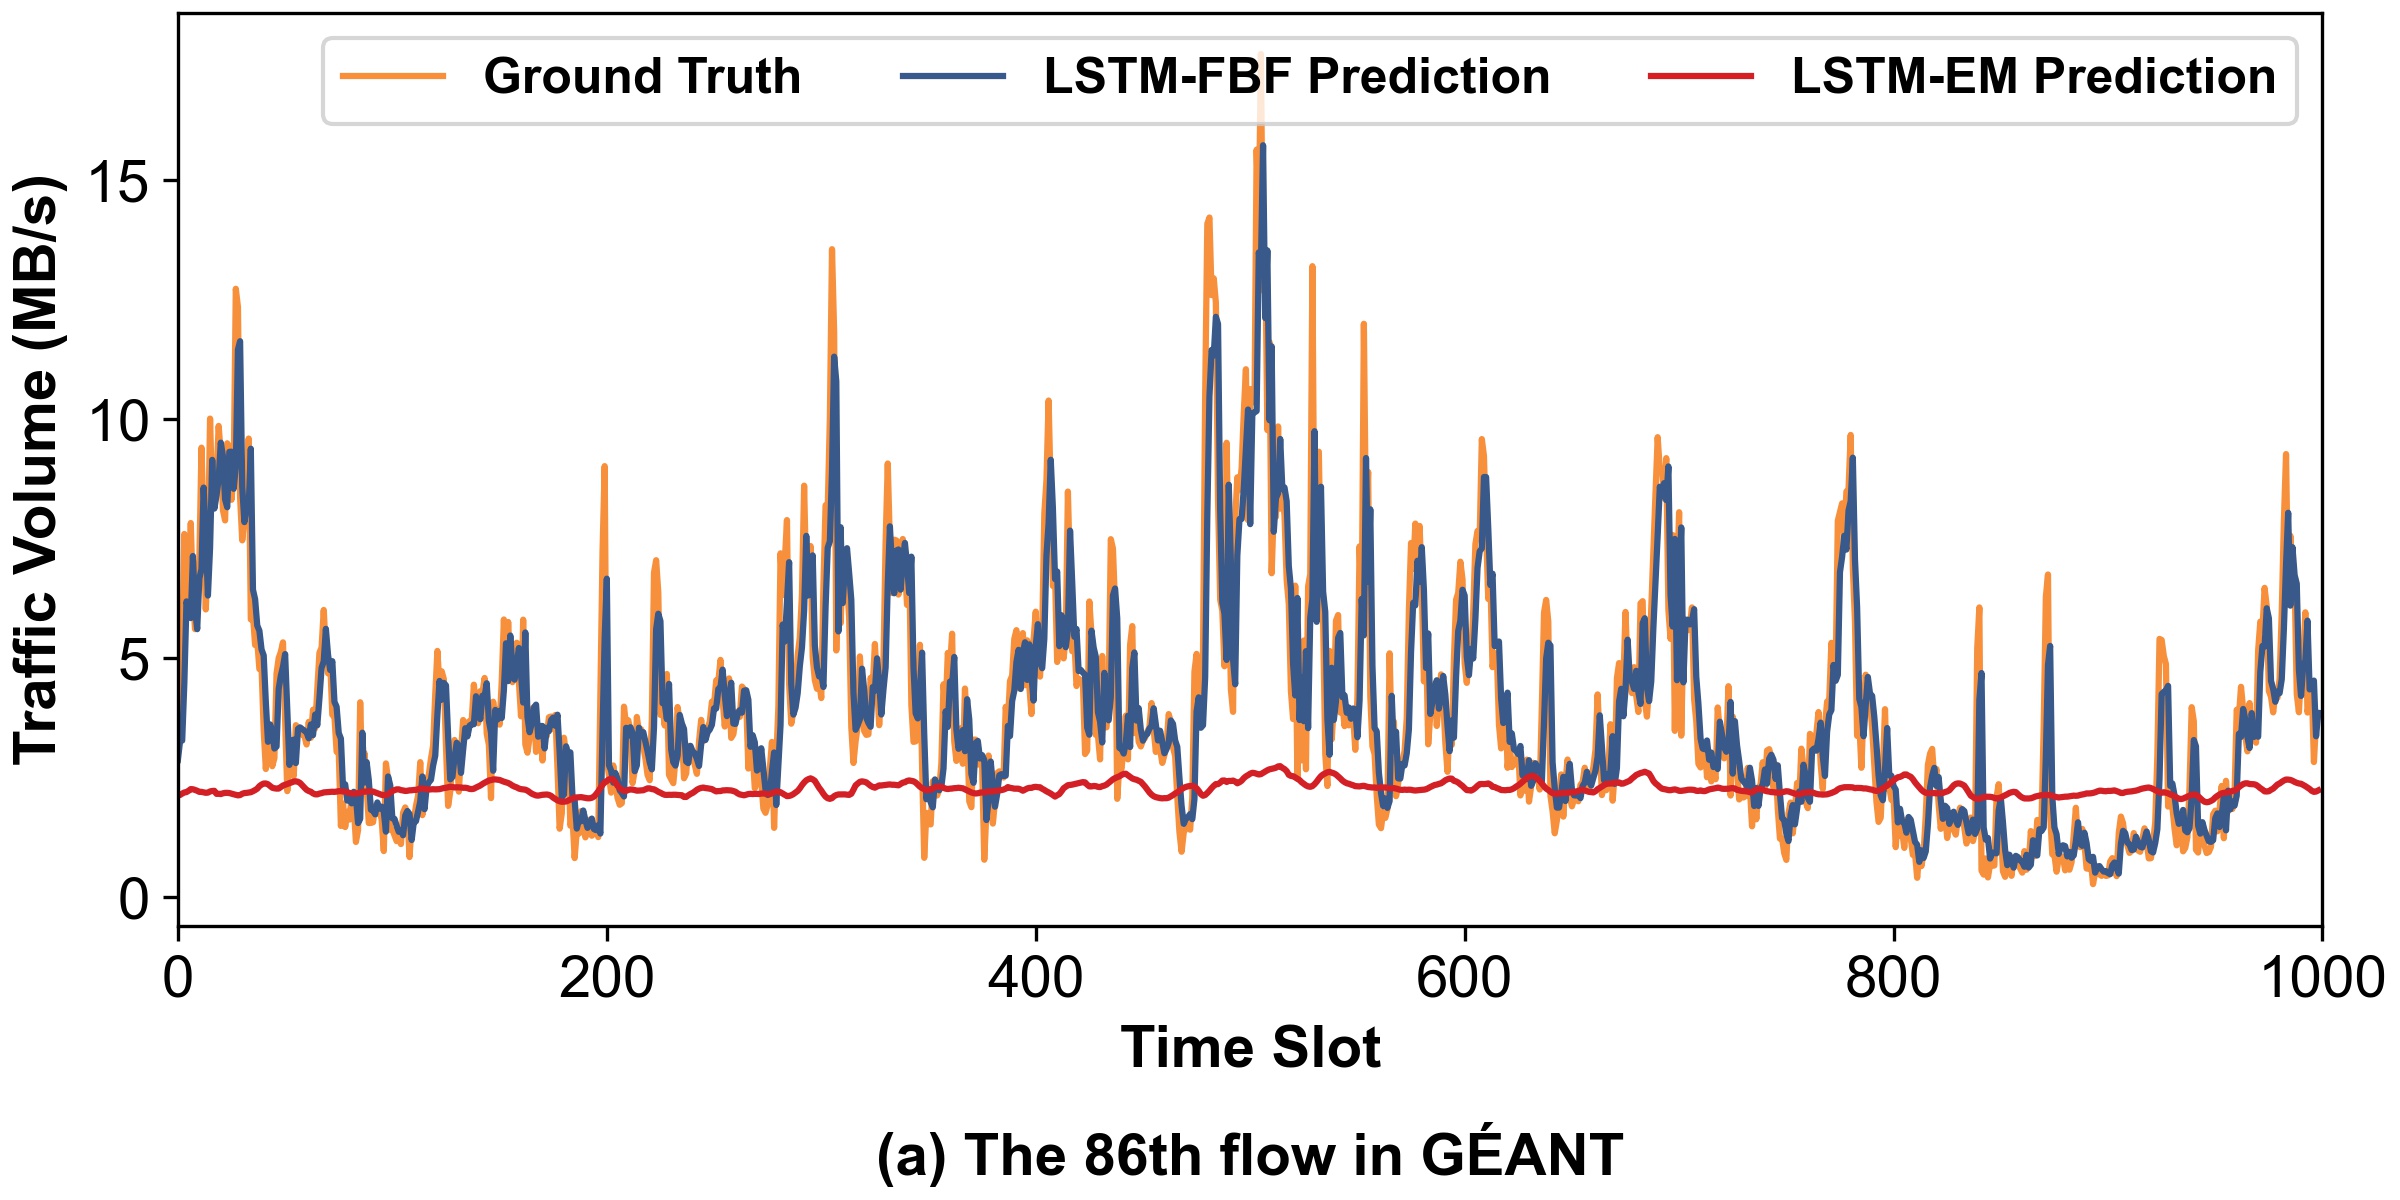 Ground Truth LSTM-FBF Prediction LSTM-EM Prediction
Traffic Volume (MB/s)
15
10
5
0
0 200 400 600 800 1000
Time Slot
(a) The 86th flow in GÉANT